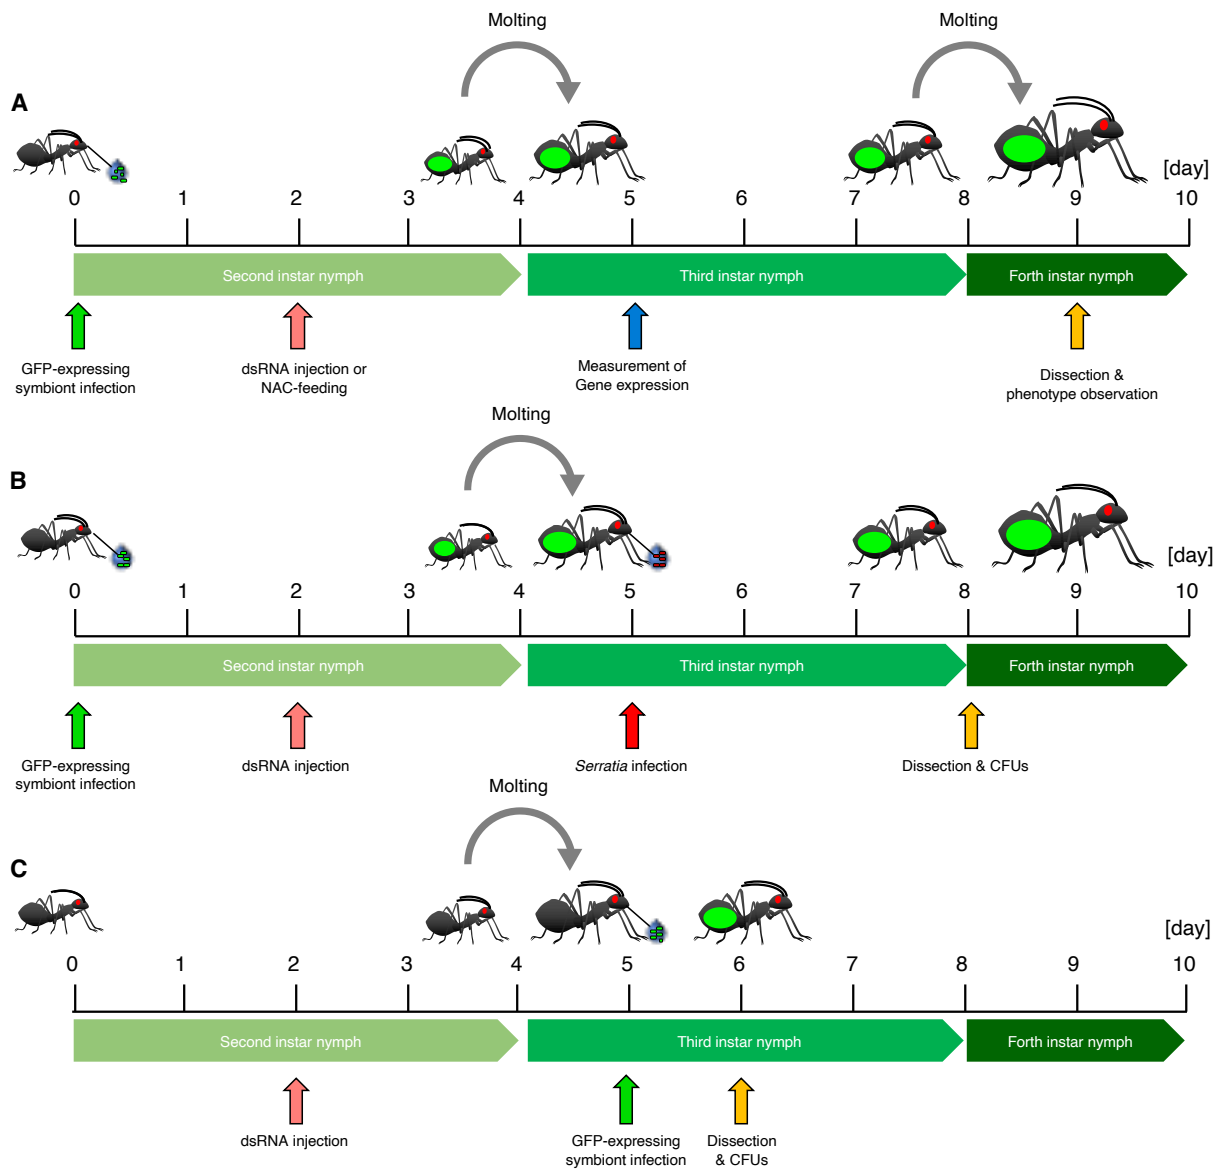 Molting
Molting
A
[day]
0 1 2 3 4 5 6 7 8 9 10
Second instar nymph
Third instar nymph
Forth instar nymph
GFP-expressing
symbiont infection
dsRNA injection or
NAC-feeding
Measurement of
Gene expression
Dissection &
phenotype observation
Molting
B
[day]
0 1 2 3 4 5 6 7 8 9 10
Second instar nymph
Third instar nymph
Forth instar nymph
GFP-expressing
symbiont infection
dsRNA injection
Serratia infection
Dissection & CFUs
Molting
C
[day]
0 1 2 3 4 5 6 7 8 9 10
Second instar nymph
Third instar nymph
Forth instar nymph
dsRNA injection
GFP-expressing
symbiont infection
Dissection
& CFUs